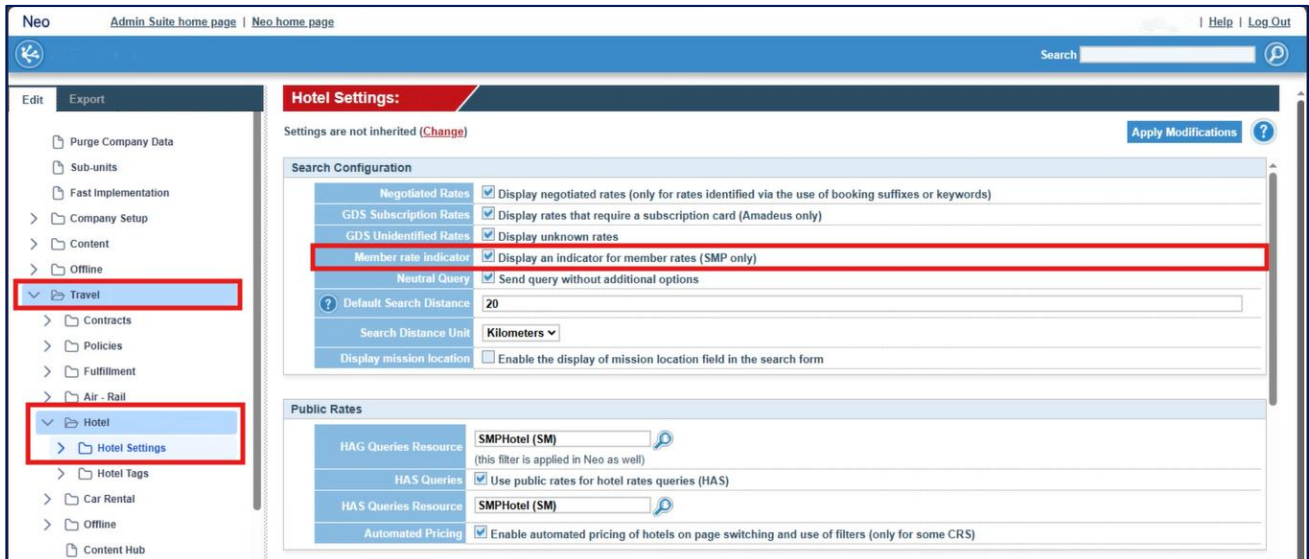 Neo
Admin Suite home page | Neo home page
| Help | Log Out
Search
Edit
Export
Purge Company Data
Sub-units
Fast Implementation
Company Setup
Content
Offline
Travel
Contracts
Policies
Fulfillment
Air - Rail
Hotel
Hotel Settings
Hotel Tags
Car Rental
Offline
Content Hub
Hotel Settings:
Settings are not inherited (Change)
Apply Modifications
?
Search Configuration
Negotiated Rates Display negotiated rates (only for rates identified via the use of booking suffixes or keywords)
GDS Subscription Rates Display rates that require a subscription card (Amadeus only)
GDS Unidentified Rates Display unknown rates
Member rate indicator Display an indicator for member rates (SMP only)
Neutral Query Send query without additional options
? Default Search Distance 20
Search Distance Unit Kilometers
Display mission location Enable the display of mission location field in the search form
Public Rates
HAG Queries Resource SMPHotel (SM)
(this filter is applied in Neo as well)
HAS Queries Use public rates for hotel rates queries (HAS)
HAS Queries Resource SMPHotel (SM)
Automated Pricing Enable automated pricing of hotels on page switching and use of filters (only for some CRS)